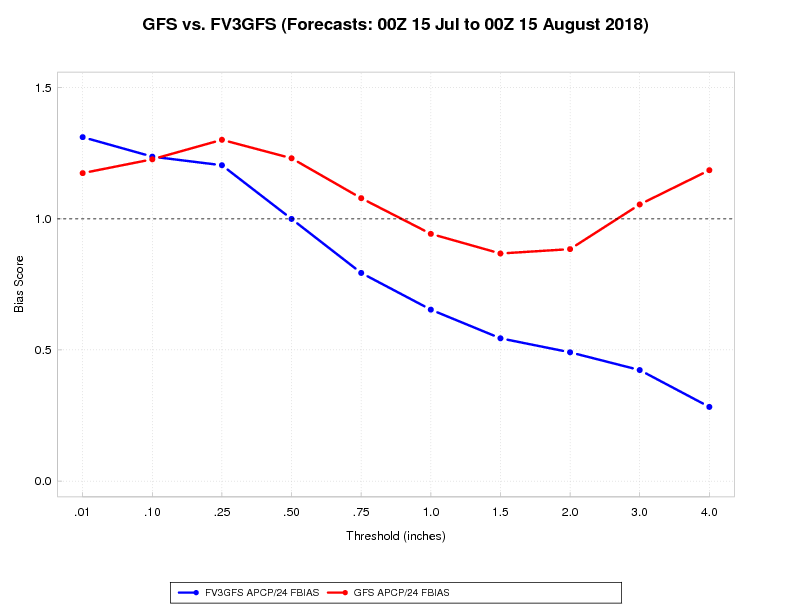 GFS vs. FV3GFS (Forecasts: 00Z 15 Jul to 00Z 15 August 2018)
1.5
1.0
0.5
0.0
Bias Score
.01 .10 .25 .50 .75 1.0 1.5 2.0 3.0 4.0
Threshold (inches)
FV3GFS APCP/24 FBIAS GFS APCP/24 FBIAS